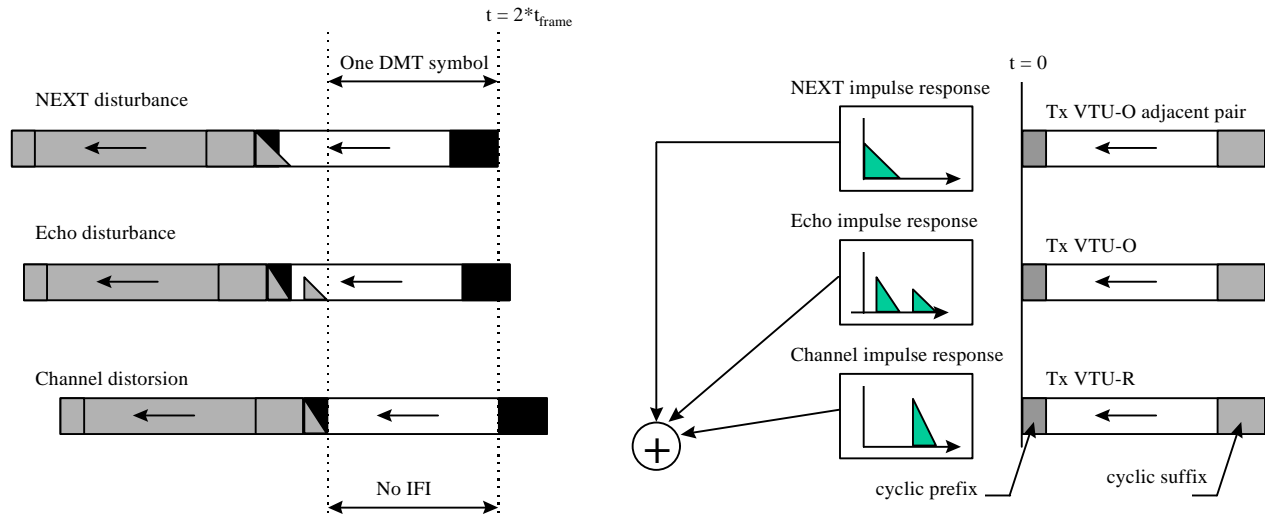 t = 2*tframe
One DMT symbol
NEXT disturbance
Echo disturbance
Channel distorsion
No IFI
NEXT impulse response
Echo impulse response
Channel impulse response
+
t = 0
Tx VTU-O adjacent pair
Tx VTU-O
Tx VTU-R
cyclic prefix
cyclic suffix